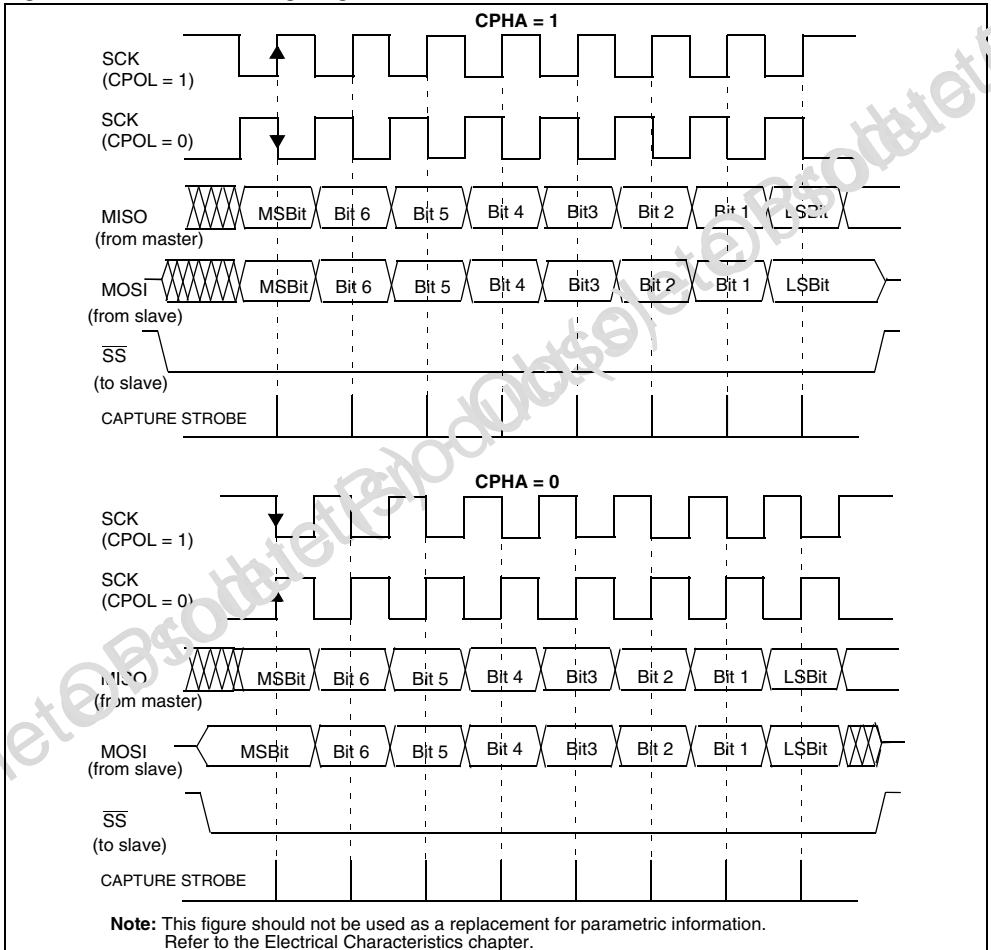 CPHA = 1
SCK
(CPOL = 1)
SCK
(CPOL = 0)
MISO
(from master)
MSBit Bit 6 Bit 5 Bit 4 Bit3 Bit 2 Bit 1 LSBit
MOSI
(from slave)
MSBit Bit 6 Bit 5 Bit 4 Bit3 Bit 2 Bit 1 LSBit
SS
(to slave)
CAPTURE STROBE
CPHA = 0
SCK
(CPOL = 1)
SCK
(CPOL = 0)
MISO
(from master)
MSBit Bit 6 Bit 5 Bit 4 Bit3 Bit 2 Bit 1 LSBit
MOSI
(from slave)
MSBit Bit 6 Bit 5 Bit 4 Bit3 Bit 2 Bit 1 LSBit
SS
(to slave)
CAPTURE STROBE
Note: This figure should not be used as a replacement for parametric information.
Refer to the Electrical Characteristics chapter.